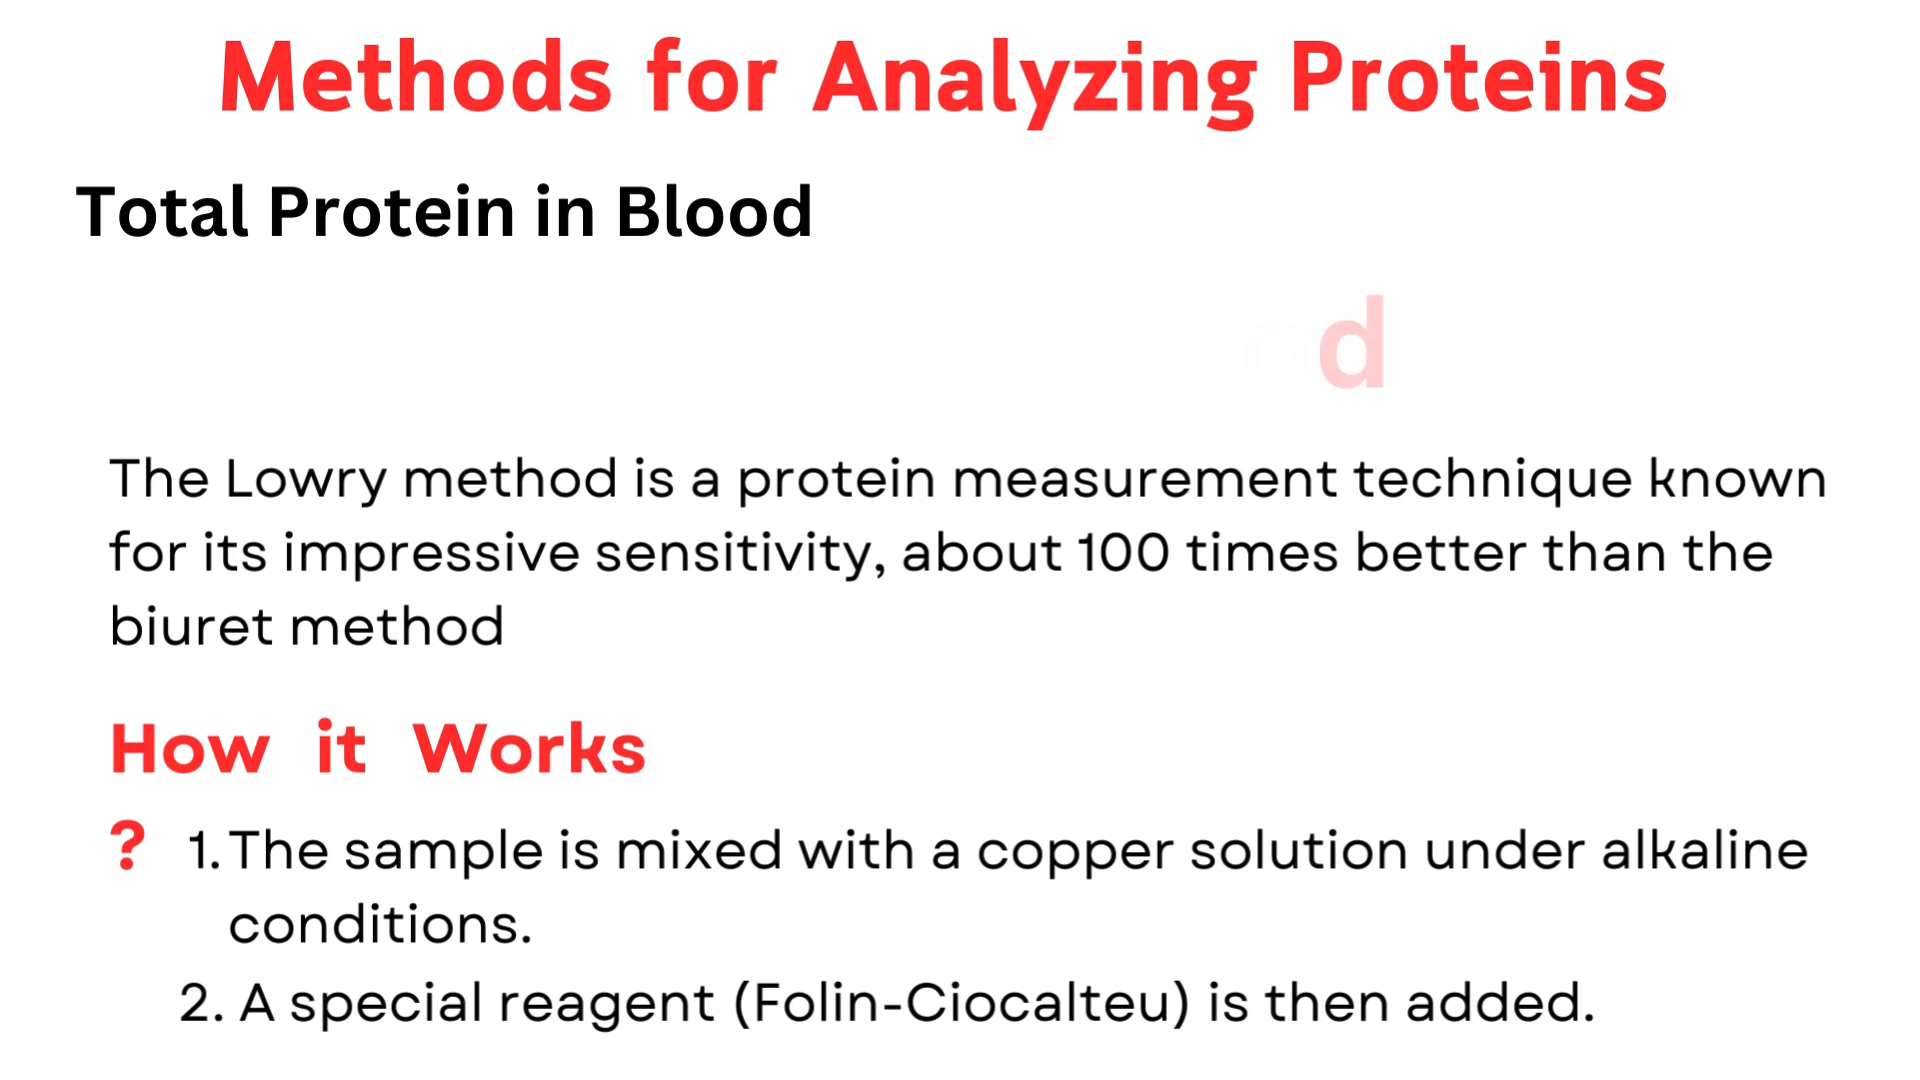 Methods for Analyzing Proteins
Total Protein in Blood
od
The Lowry method is a protein measurement technique known
for its impressive sensitivity, about 100 times better than the
biuret method
How it Works
? 1. The sample is mixed with a copper solution under alkaline
conditions.
2. A special reagent (Folin-Ciocalteu) is then added.